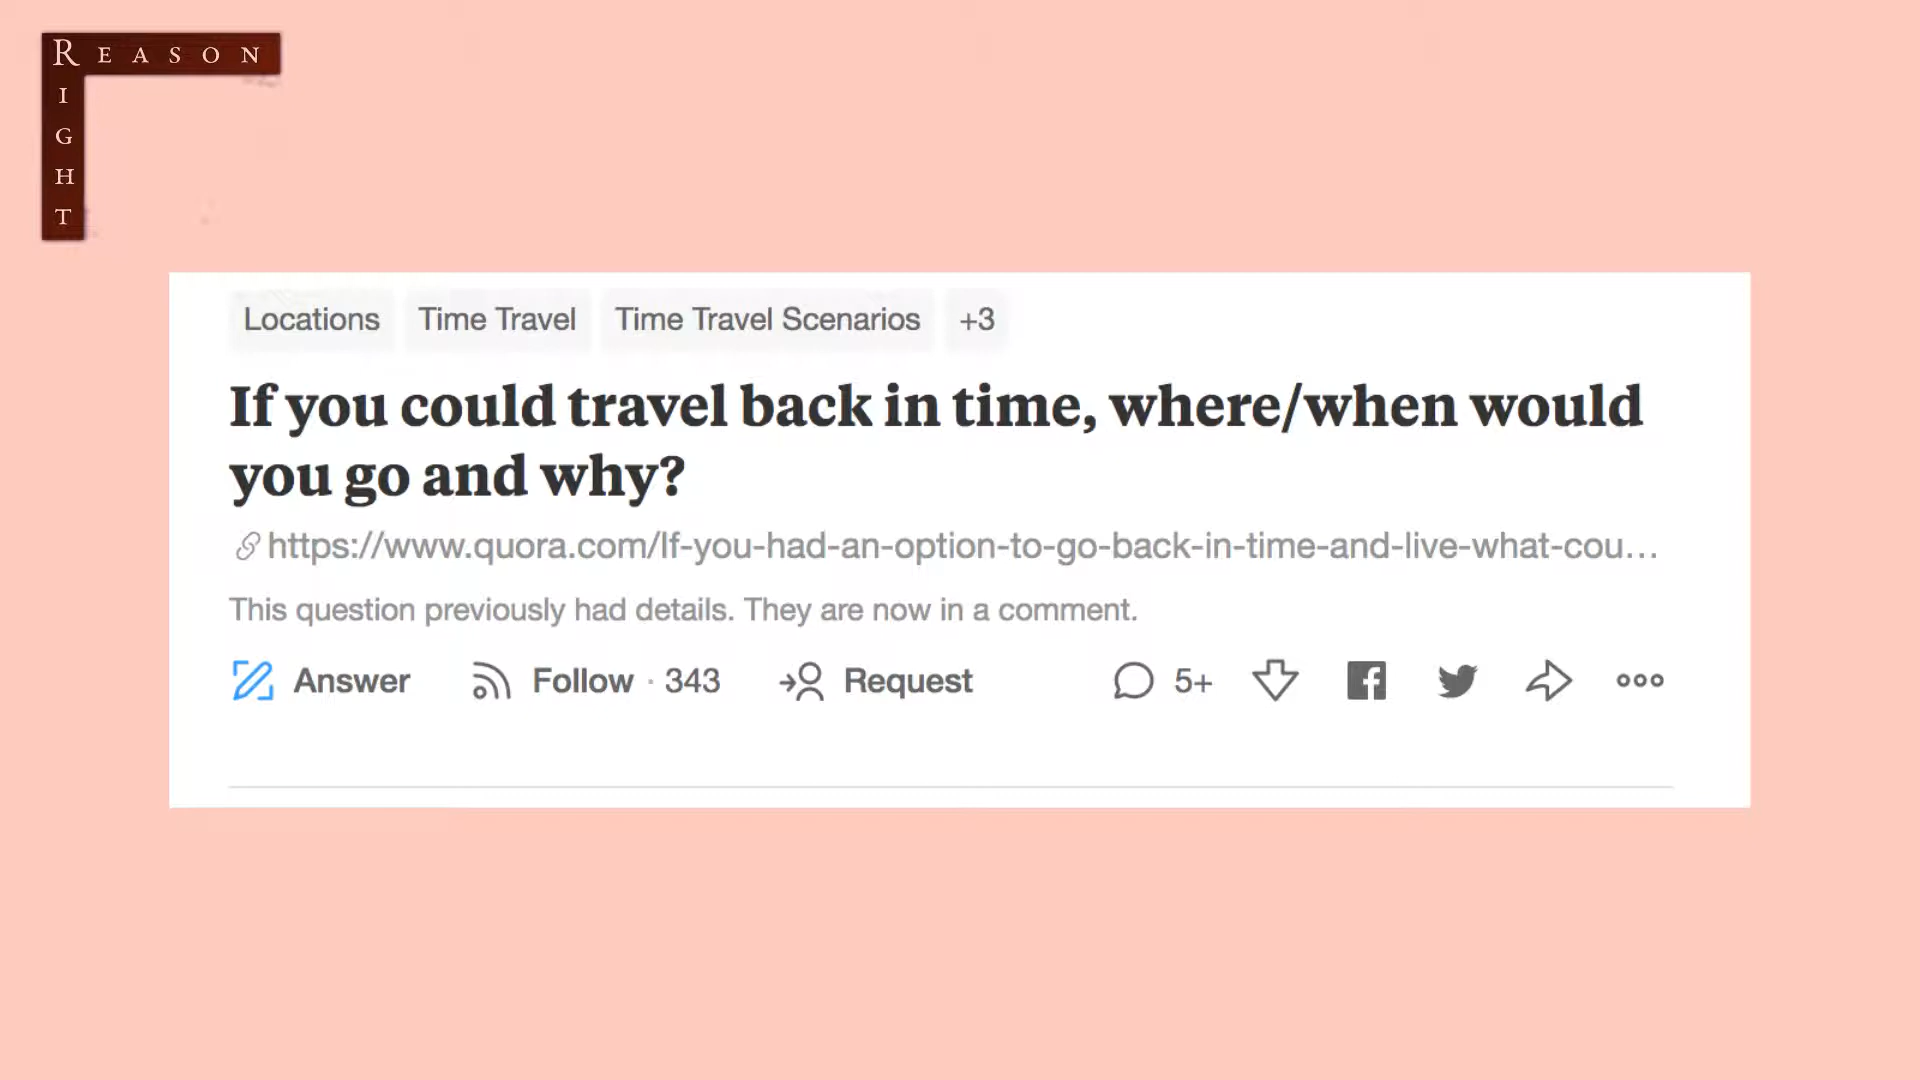 REASON
RIGHT
Locations Time Travel Time Travel Scenarios +3
If you could travel back in time, where/when would
you go and why?
https://www.quora.com/If-you-had-an-option-to-go-back-in-time-and-live-what-cou...
This question previously had details. They are now in a comment.
Answer Follow · 343 Request 5+